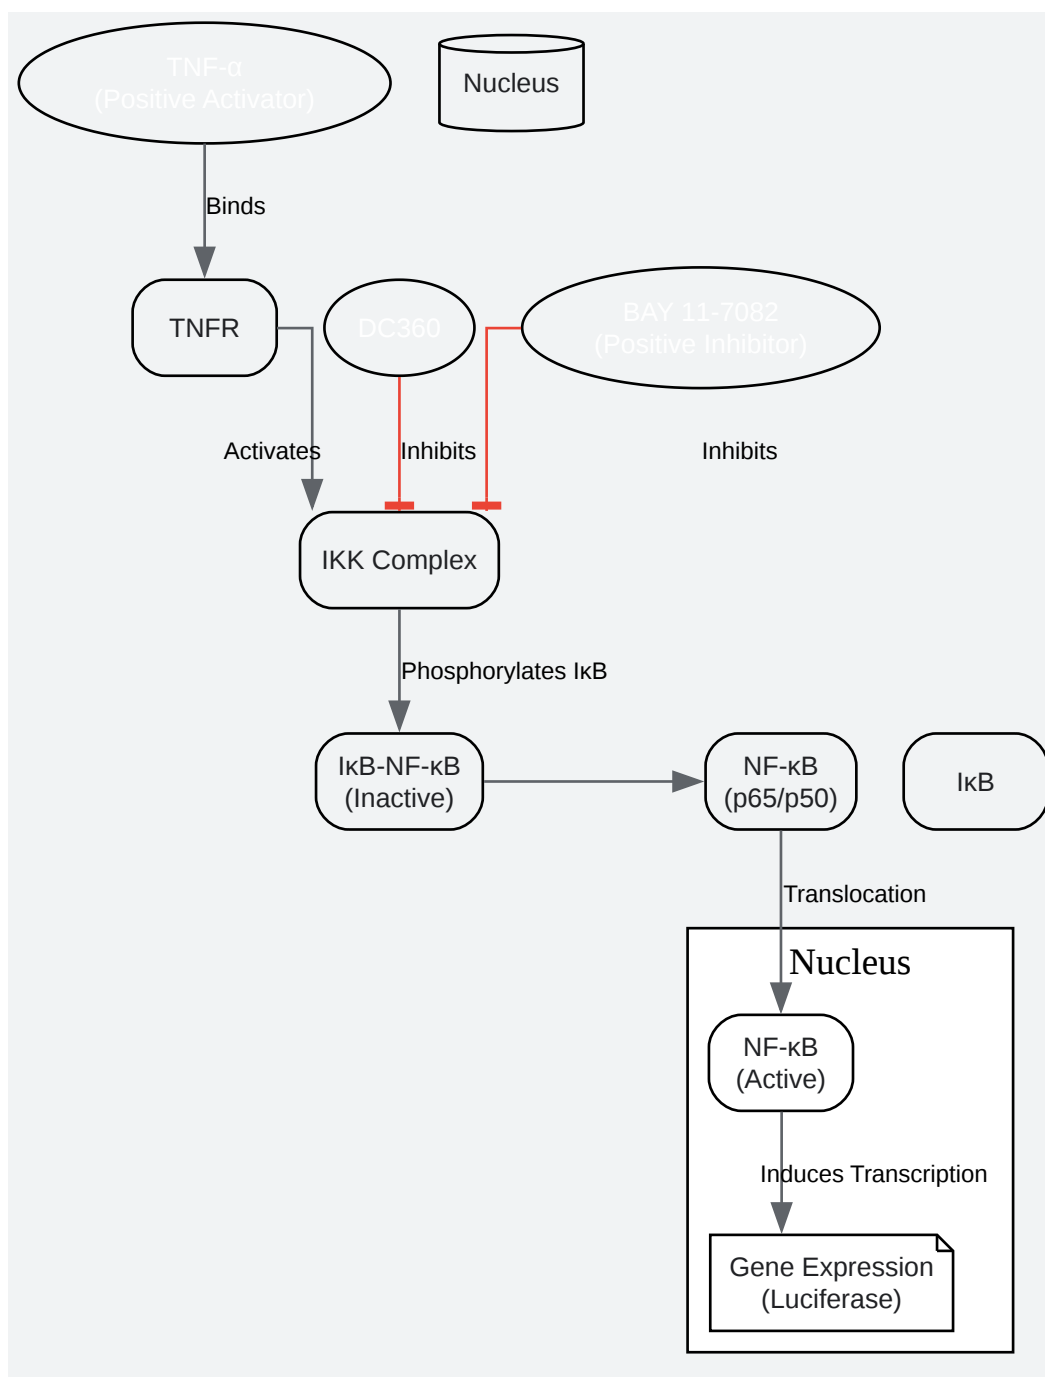 TNF-α
(Positive Activator)
Nucleus
Binds
TNFR
DC360
BAY 11-7082
(Positive Inhibitor)
Activates
Inhibits
Inhibits
IKK Complex
Phosphorylates IκB
IκB-NF-κB
(Inactive)
NF-κB
(p65/p50)
IκB
Translocation
Nucleus
NF-κB
(Active)
Induces Transcription
Gene Expression
(Luciferase)